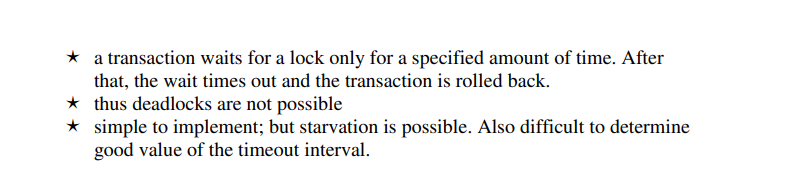 ★ a transaction waits for a lock only for a specified amount of time. After
that, the wait times out and the transaction is rolled back.
★ thus deadlocks are not possible
★ simple to implement; but starvation is possible. Also difficult to determine
good value of the timeout interval.